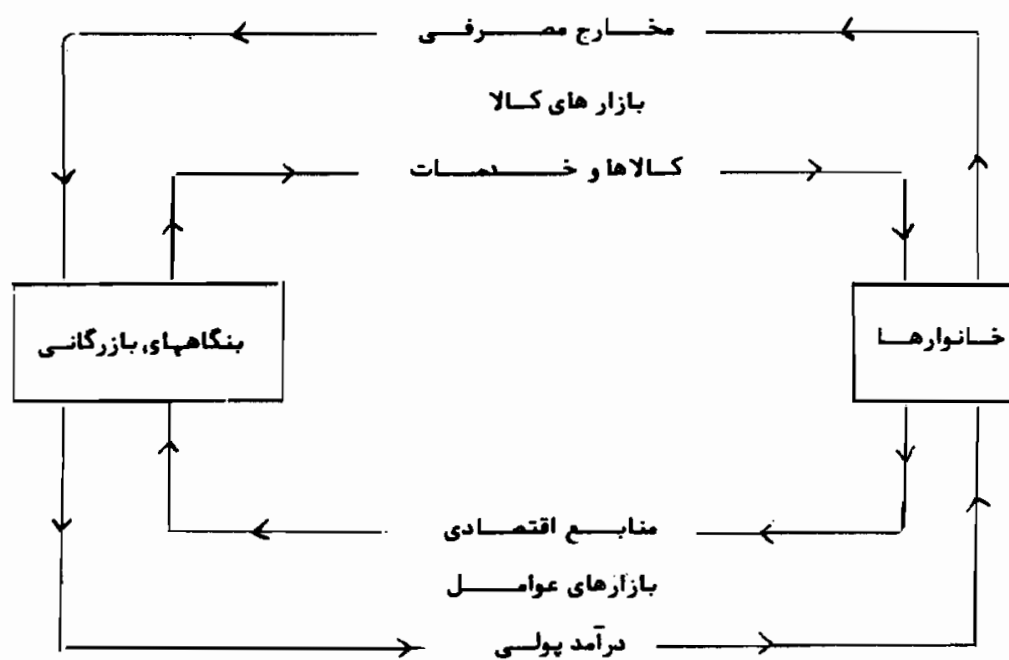 مخارج مصرفی
بازار های کالا
کالاها و خدمات
خانوارها
بنگاههای بازرگانی
منابع اقتصادی
بازارهای عوامل
درآمد پولی